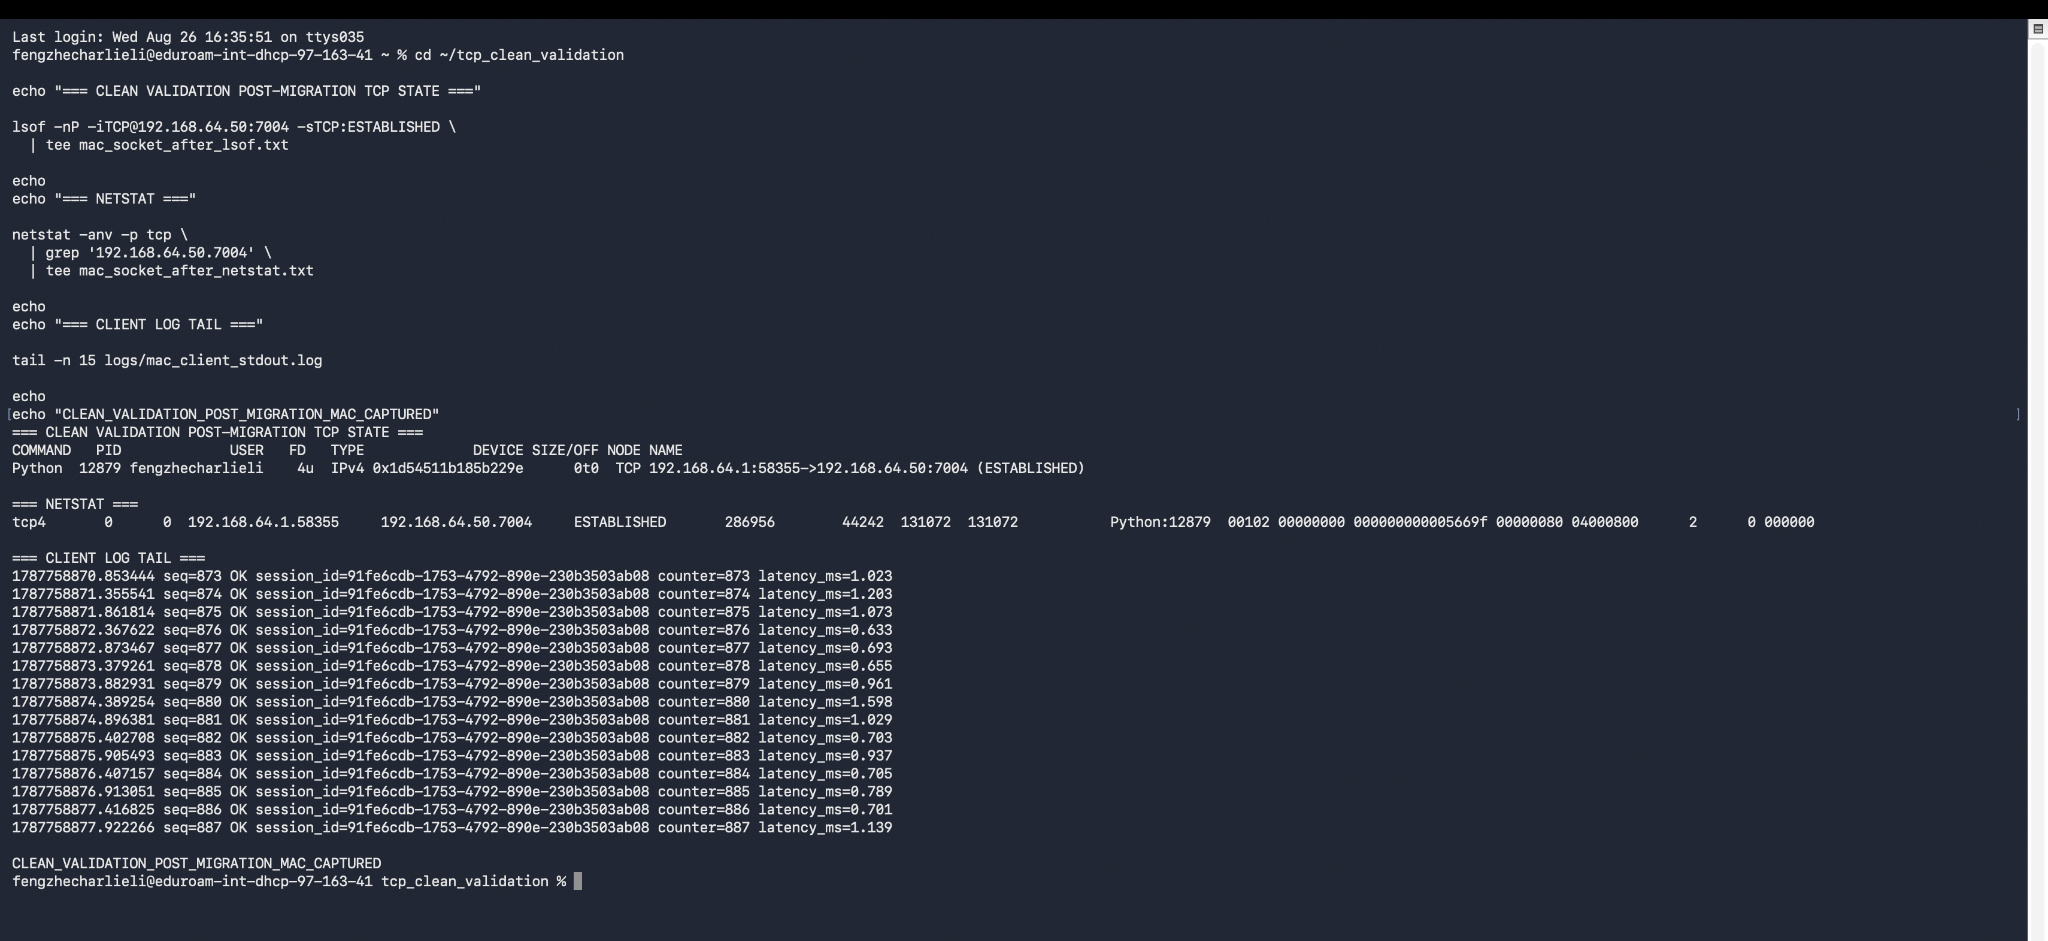 Last login: Wed Aug 26 16:35:51 on ttys035
fengzhecharlieli@eduroam-int-dhcp-97-163-41 ~ % cd ~/tcp_clean_validation
echo "=== CLEAN VALIDATION POST-MIGRATION TCP STATE ==="
lsof -nP -iTCP@192.168.64.50:7004 -sTCP:ESTABLISHED \
| tee mac_socket_after_lsof.txt
echo
echo "=== NETSTAT ==="
netstat -anv -p tcp \
| grep '192.168.64.50.7004' \
| tee mac_socket_after_netstat.txt
echo
echo "=== CLIENT LOG TAIL ==="
tail -n 15 logs/mac_client_stdout.log
echo
[echo "CLEAN_VALIDATION_POST_MIGRATION_MAC_CAPTURED" ]
=== CLEAN VALIDATION POST-MIGRATION TCP STATE ===
COMMAND PID USER FD TYPE DEVICE SIZE/OFF NODE NAME
Python 12879 fengzhecharlieli 4u IPv4 0x1d54511b185b229e 0t0 TCP 192.168.64.1:58355->192.168.64.50:7004 (ESTABLISHED)
=== NETSTAT ===
tcp4 0 0 192.168.64.1.58355 192.168.64.50.7004 ESTABLISHED 286956 44242 131072 131072 Python:12879 00102 00000000 000000000005669f 00000080 04000800 2 0 000000
=== CLIENT LOG TAIL ===
1787758870.853444 seq=873 OK session_id=91fe6cdb-1753-4792-890e-230b3503ab08 counter=873 latency_ms=1.023
1787758871.355541 seq=874 OK session_id=91fe6cdb-1753-4792-890e-230b3503ab08 counter=874 latency_ms=1.203
1787758871.861814 seq=875 OK session_id=91fe6cdb-1753-4792-890e-230b3503ab08 counter=875 latency_ms=1.073
1787758872.367622 seq=876 OK session_id=91fe6cdb-1753-4792-890e-230b3503ab08 counter=876 latency_ms=0.633
1787758872.873467 seq=877 OK session_id=91fe6cdb-1753-4792-890e-230b3503ab08 counter=877 latency_ms=0.693
1787758873.379261 seq=878 OK session_id=91fe6cdb-1753-4792-890e-230b3503ab08 counter=878 latency_ms=0.655
1787758873.882931 seq=879 OK session_id=91fe6cdb-1753-4792-890e-230b3503ab08 counter=879 latency_ms=0.961
1787758874.389254 seq=880 OK session_id=91fe6cdb-1753-4792-890e-230b3503ab08 counter=880 latency_ms=1.598
1787758874.896381 seq=881 OK session_id=91fe6cdb-1753-4792-890e-230b3503ab08 counter=881 latency_ms=1.029
1787758875.402708 seq=882 OK session_id=91fe6cdb-1753-4792-890e-230b3503ab08 counter=882 latency_ms=0.703
1787758875.905493 seq=883 OK session_id=91fe6cdb-1753-4792-890e-230b3503ab08 counter=883 latency_ms=0.937
1787758876.407157 seq=884 OK session_id=91fe6cdb-1753-4792-890e-230b3503ab08 counter=884 latency_ms=0.705
1787758876.913051 seq=885 OK session_id=91fe6cdb-1753-4792-890e-230b3503ab08 counter=885 latency_ms=0.789
1787758877.416825 seq=886 OK session_id=91fe6cdb-1753-4792-890e-230b3503ab08 counter=886 latency_ms=0.701
1787758877.922266 seq=887 OK session_id=91fe6cdb-1753-4792-890e-230b3503ab08 counter=887 latency_ms=1.139
CLEAN_VALIDATION_POST_MIGRATION_MAC_CAPTURED
fengzhecharlieli@eduroam-int-dhcp-97-163-41 tcp_clean_validation %